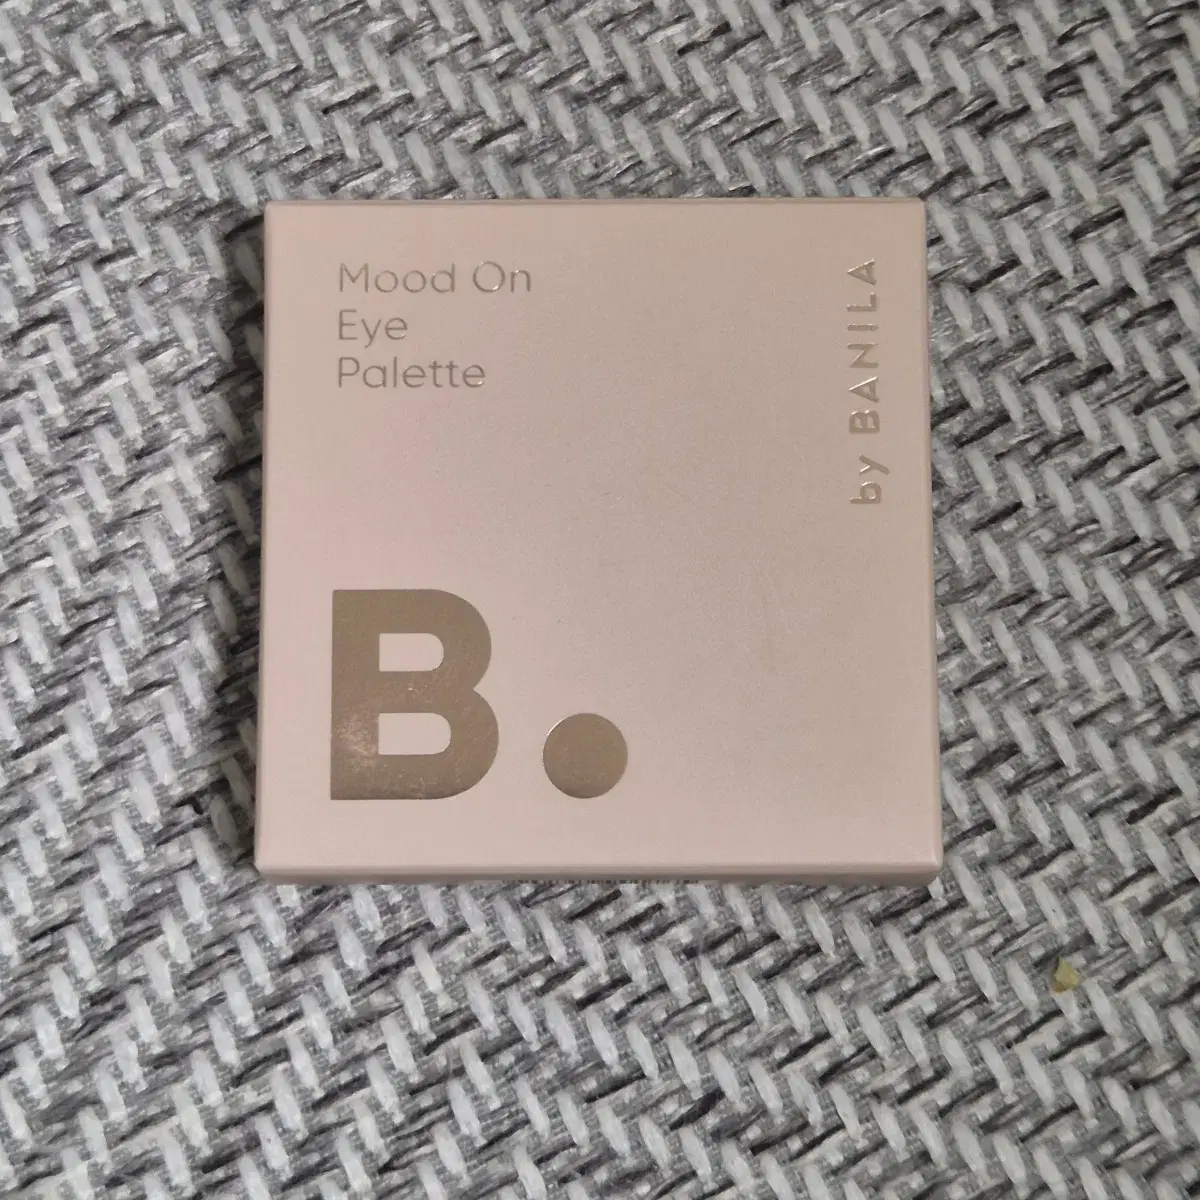 Mood On
Eye
Palette
by BANILA
B.